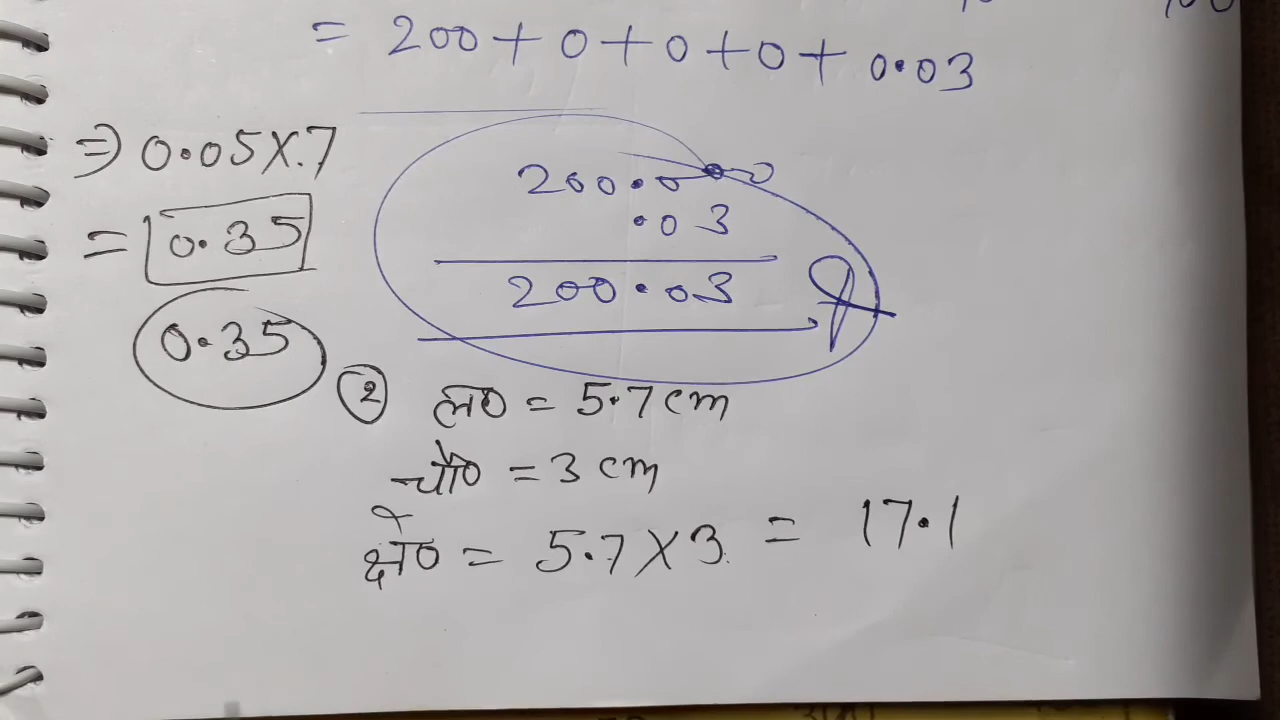 = 200 + 0 + 0 + 0 + 0.03
⇒ 0.05 × 7
= 0.35
0.35
200.00
.03
200.03
② ल० = 5.7 cm
चौ० = 3 cm
क्षे० = 5.7 × 3 = 17.1